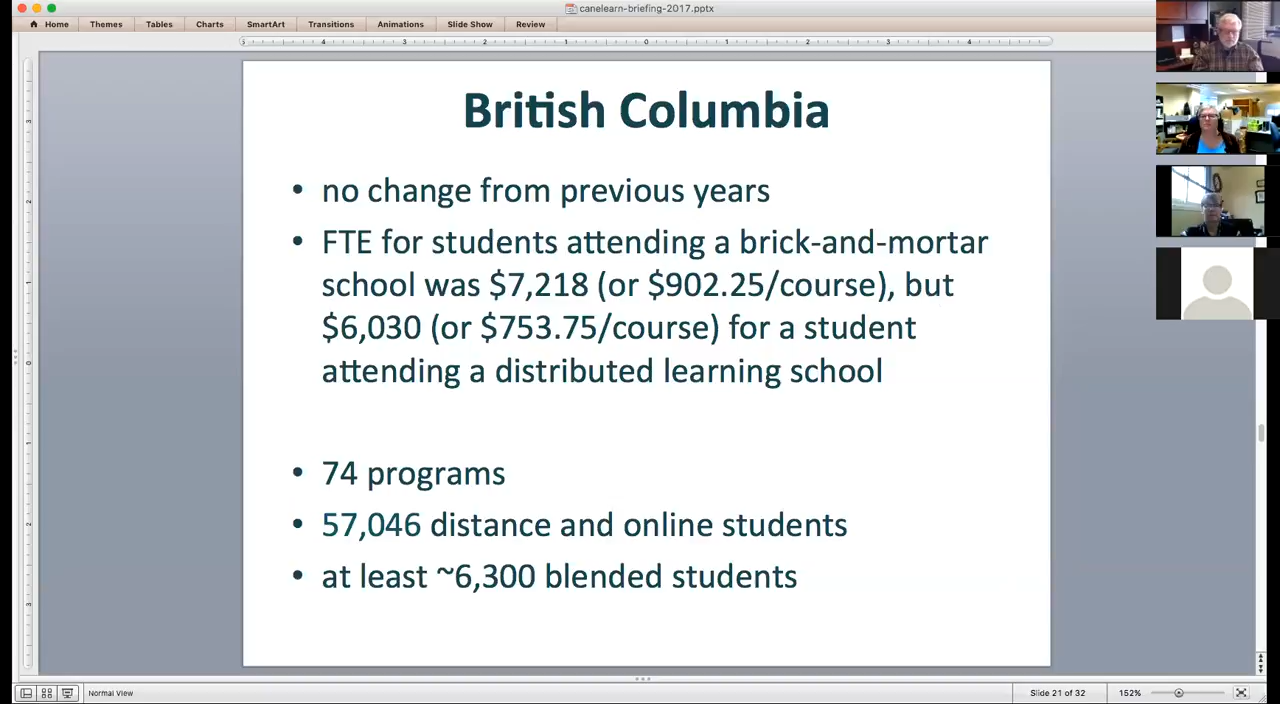 canelearn-briefing-2017.pptx
Home Themes Tables Charts SmartArt Transitions Animations Slide Show Review
British Columbia
• no change from previous years
• FTE for students attending a brick-and-mortar
school was $7,218 (or $902.25/course), but
$6,030 (or $753.75/course) for a student
attending a distributed learning school
• 74 programs
• 57,046 distance and online students
• at least ~6,300 blended students
Normal View Slide 21 of 32 152%